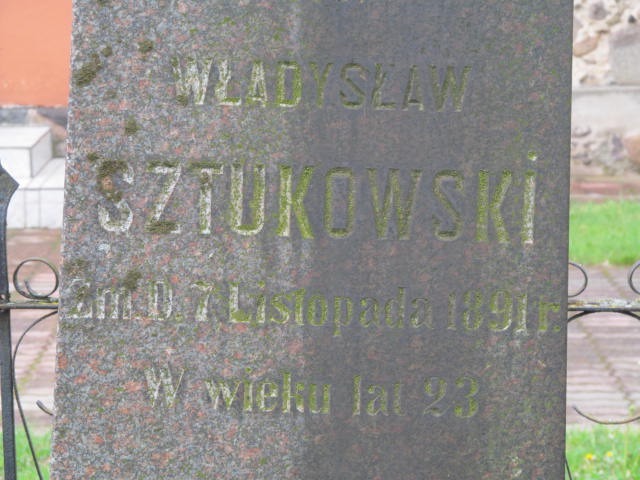 WŁADYSŁAW
SZTUKOWSKi
Zm. D. 7 Listopada 1891 r.
W wieku lat 23